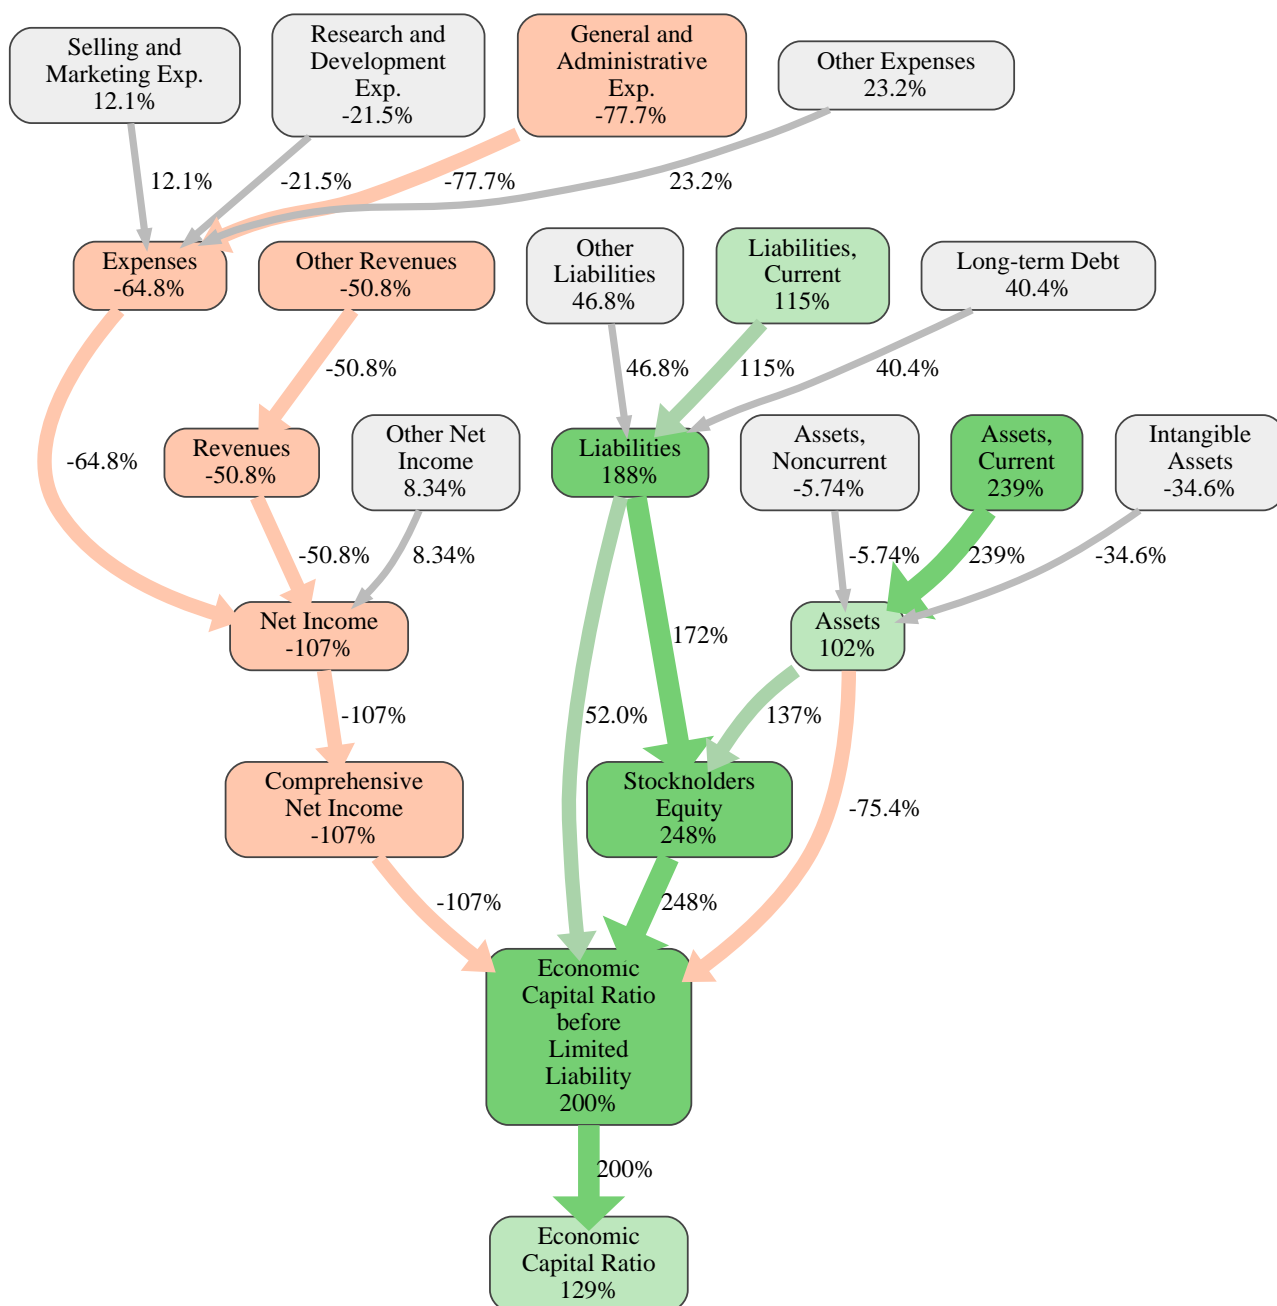 Selling and
Marketing Exp.
12.1%
Research and
Development
Exp.
-21.5%
General and
Administrative
Exp.
-77.7%
Other Expenses
23.2%
12.1%
-21.5%
-77.7%
23.2%
Expenses
-64.8%
Other Revenues
-50.8%
Other
Liabilities
46.8%
Liabilities,
Current
115%
Long-term Debt
40.4%
-50.8%
46.8%
115%
40.4%
-64.8%
Revenues
-50.8%
Other Net
Income
8.34%
Liabilities
188%
Assets,
Noncurrent
-5.74%
Assets,
Current
239%
Intangible
Assets
-34.6%
-50.8%
8.34%
-5.74%
239%
-34.6%
Net Income
-107%
Assets
102%
172%
-107%
52.0%
137%
Comprehensive
Net Income
-107%
Stockholders
Equity
248%
-75.4%
-107%
248%
Economic
Capital Ratio
before
Limited
Liability
200%
200%
Economic
Capital Ratio
129%